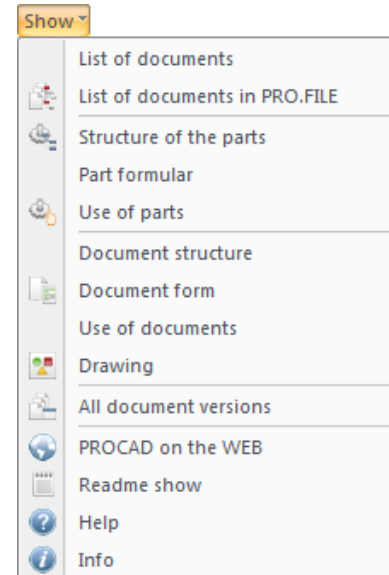 Show
List of documents
List of documents in PRO.FILE
Structure of the parts
Part formular
Use of parts
Document structure
Document form
Use of documents
Drawing
All document versions
PROCAD on the WEB
Readme show
Help
Info